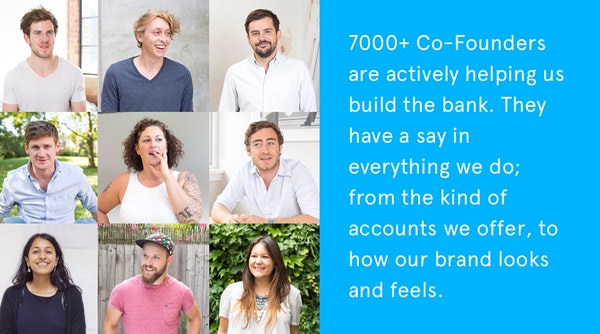 7000+ Co-Founders
are actively helping us
build the bank. They
have a say in
everything we do;
from the kind of
accounts we offer, to
how our brand looks
and feels.